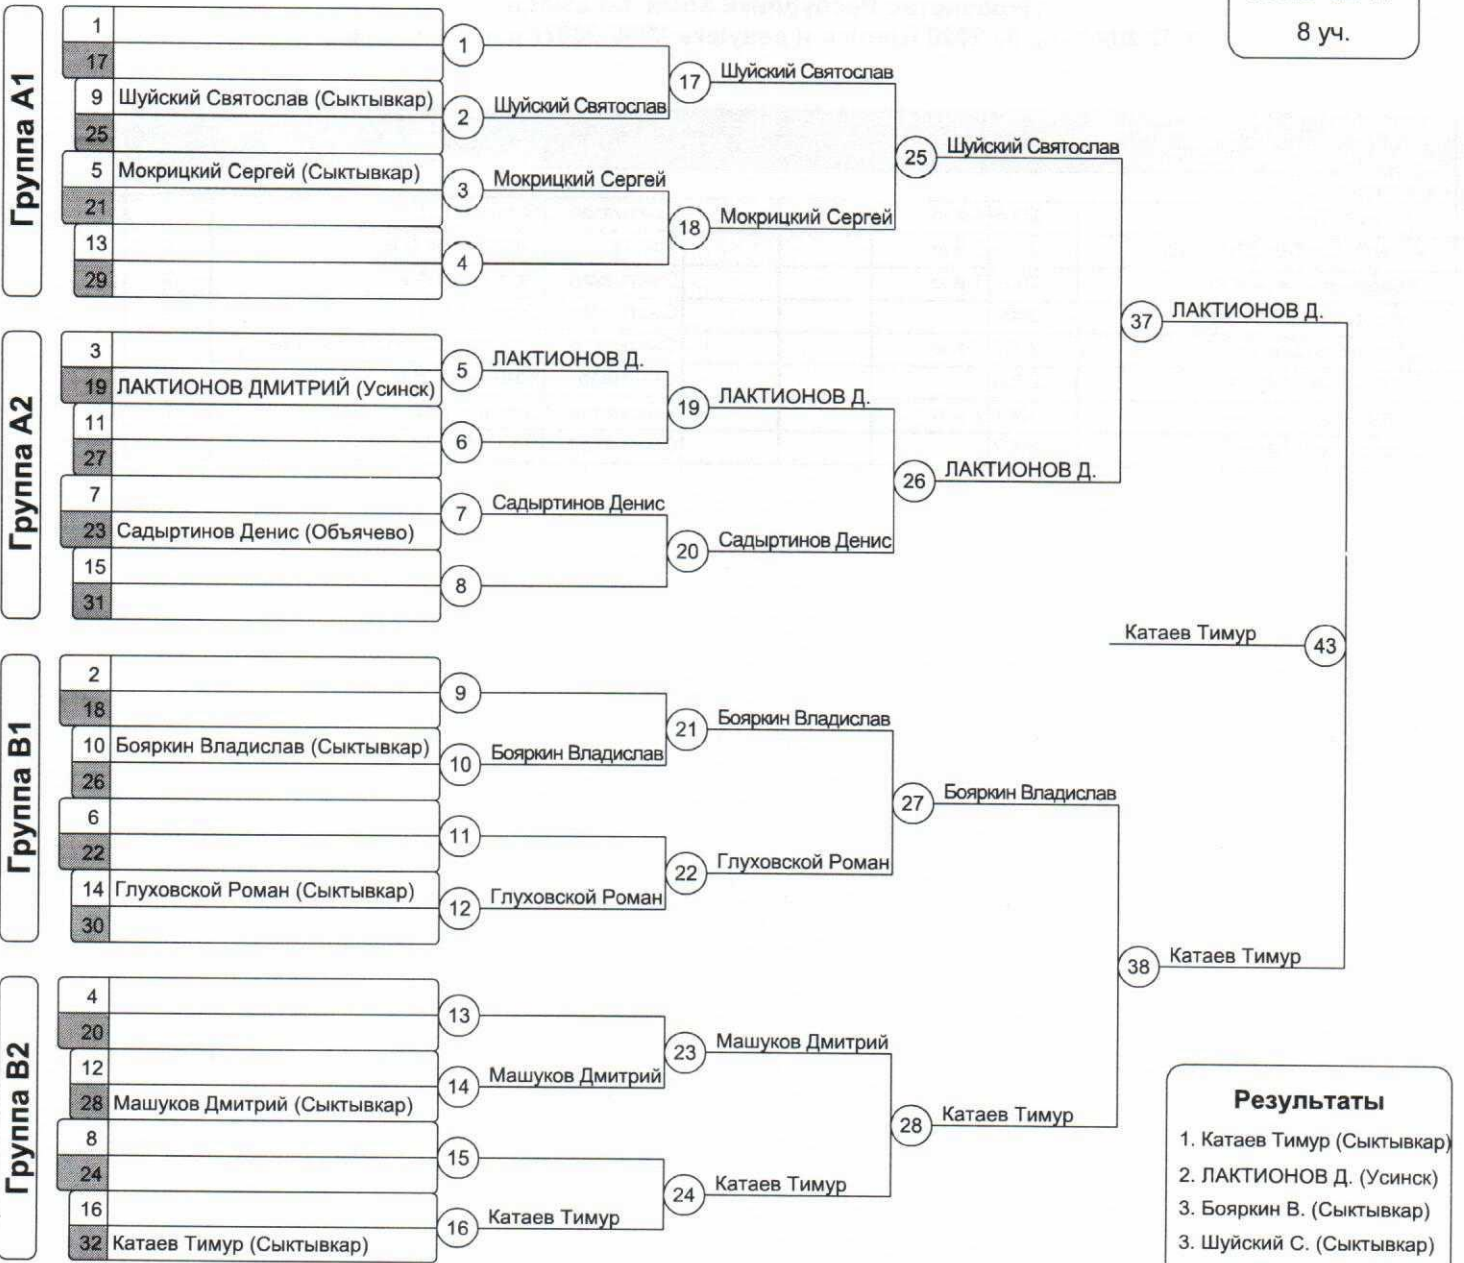 8 уч.
Группа A1
1
17
9 Шуйский Святослав (Сыктывкар)
25
5 Мокрицкий Сергей (Сыктывкар)
21
13
29
1
2 Шуйский Святослав
3 Мокрицкий Сергей
4
17 Шуйский Святослав
18 Мокрицкий Сергей
25 Шуйский Святослав
Группа A2
3
19 ЛАКТИОНОВ ДМИТРИЙ (Усинск)
11
27
7
23 Садыртинов Денис (Объячево)
15
31
5 ЛАКТИОНОВ Д.
6
7 Садыртинов Денис
8
19 ЛАКТИОНОВ Д.
20 Садыртинов Денис
26 ЛАКТИОНОВ Д.
37 ЛАКТИОНОВ Д.
Катаев Тимур 43
Группа B1
2
18
10 Бояркин Владислав (Сыктывкар)
26
6
22
14 Глуховской Роман (Сыктывкар)
30
9
10 Бояркин Владислав
11
12 Глуховской Роман
21 Бояркин Владислав
22 Глуховской Роман
27 Бояркин Владислав
38 Катаев Тимур
Группа B2
4
20
12
28 Машуков Дмитрий (Сыктывкар)
8
24
16
32 Катаев Тимур (Сыктывкар)
13
14 Машуков Дмитрий
15
16 Катаев Тимур
23 Машуков Дмитрий
24 Катаев Тимур
28 Катаев Тимур
Результаты
1. Катаев Тимур (Сыктывкар)
2. ЛАКТИОНОВ Д. (Усинск)
3. Бояркин В. (Сыктывкар)
3. Шуйский С. (Сыктывкар)